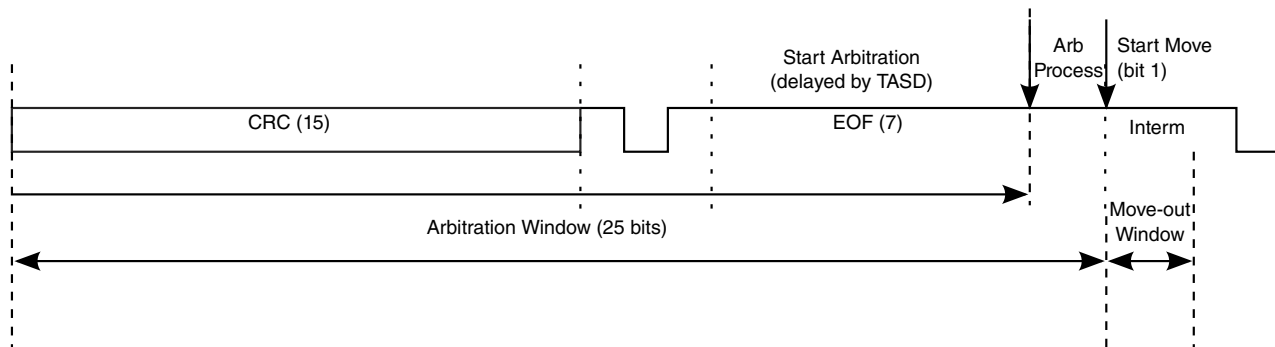 Start Arbitration
(delayed by TASD)
Arb
Process
Start Move
(bit 1)
CRC (15)
EOF (7)
Interm
Arbitration Window (25 bits)
Move-out
Window